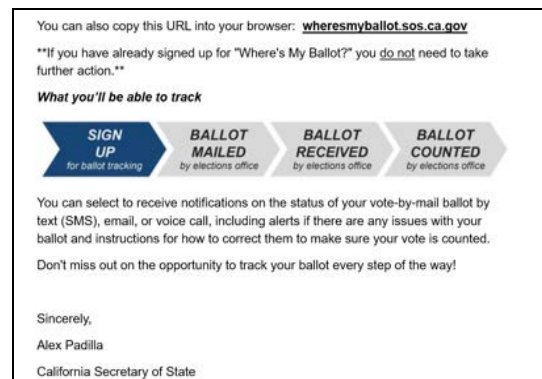 You can also copy this URL into your browser: wheresmyballot.sos.ca.gov
**If you have already signed up for "Where's My Ballot?" you do not need to take
further action.**
What you'll be able to track
SIGN
UP
for ballot tracking
BALLOT
MAILED
by elections office
BALLOT
RECEIVED
by elections office
BALLOT
COUNTED
by elections office
You can select to receive notifications on the status of your vote-by-mail ballot by
text (SMS), email, or voice call, including alerts if there are any issues with your
ballot and instructions for how to correct them to make sure your vote is counted.
Don't miss out on the opportunity to track your ballot every step of the way!
Sincerely,
Alex Padilla
California Secretary of State